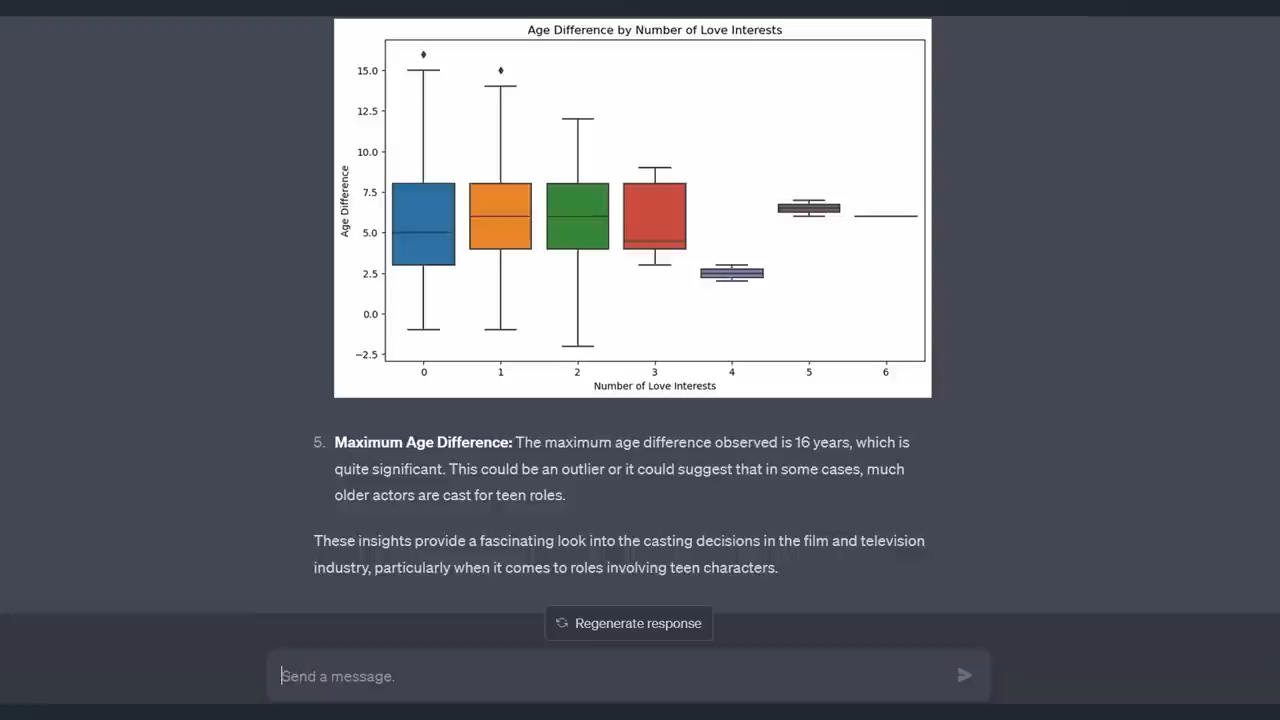 Age Difference by Number of Love Interests
15.0
12.5
10.0
7.5
5.0
2.5
0.0
−2.5
Age Difference
0 1 2 3 4 5 6
Number of Love Interests
5. Maximum Age Difference: The maximum age difference observed is 16 years, which is
quite significant. This could be an outlier or it could suggest that in some cases, much
older actors are cast for teen roles.
These insights provide a fascinating look into the casting decisions in the film and television
industry, particularly when it comes to roles involving teen characters.
Regenerate response
Send a message.